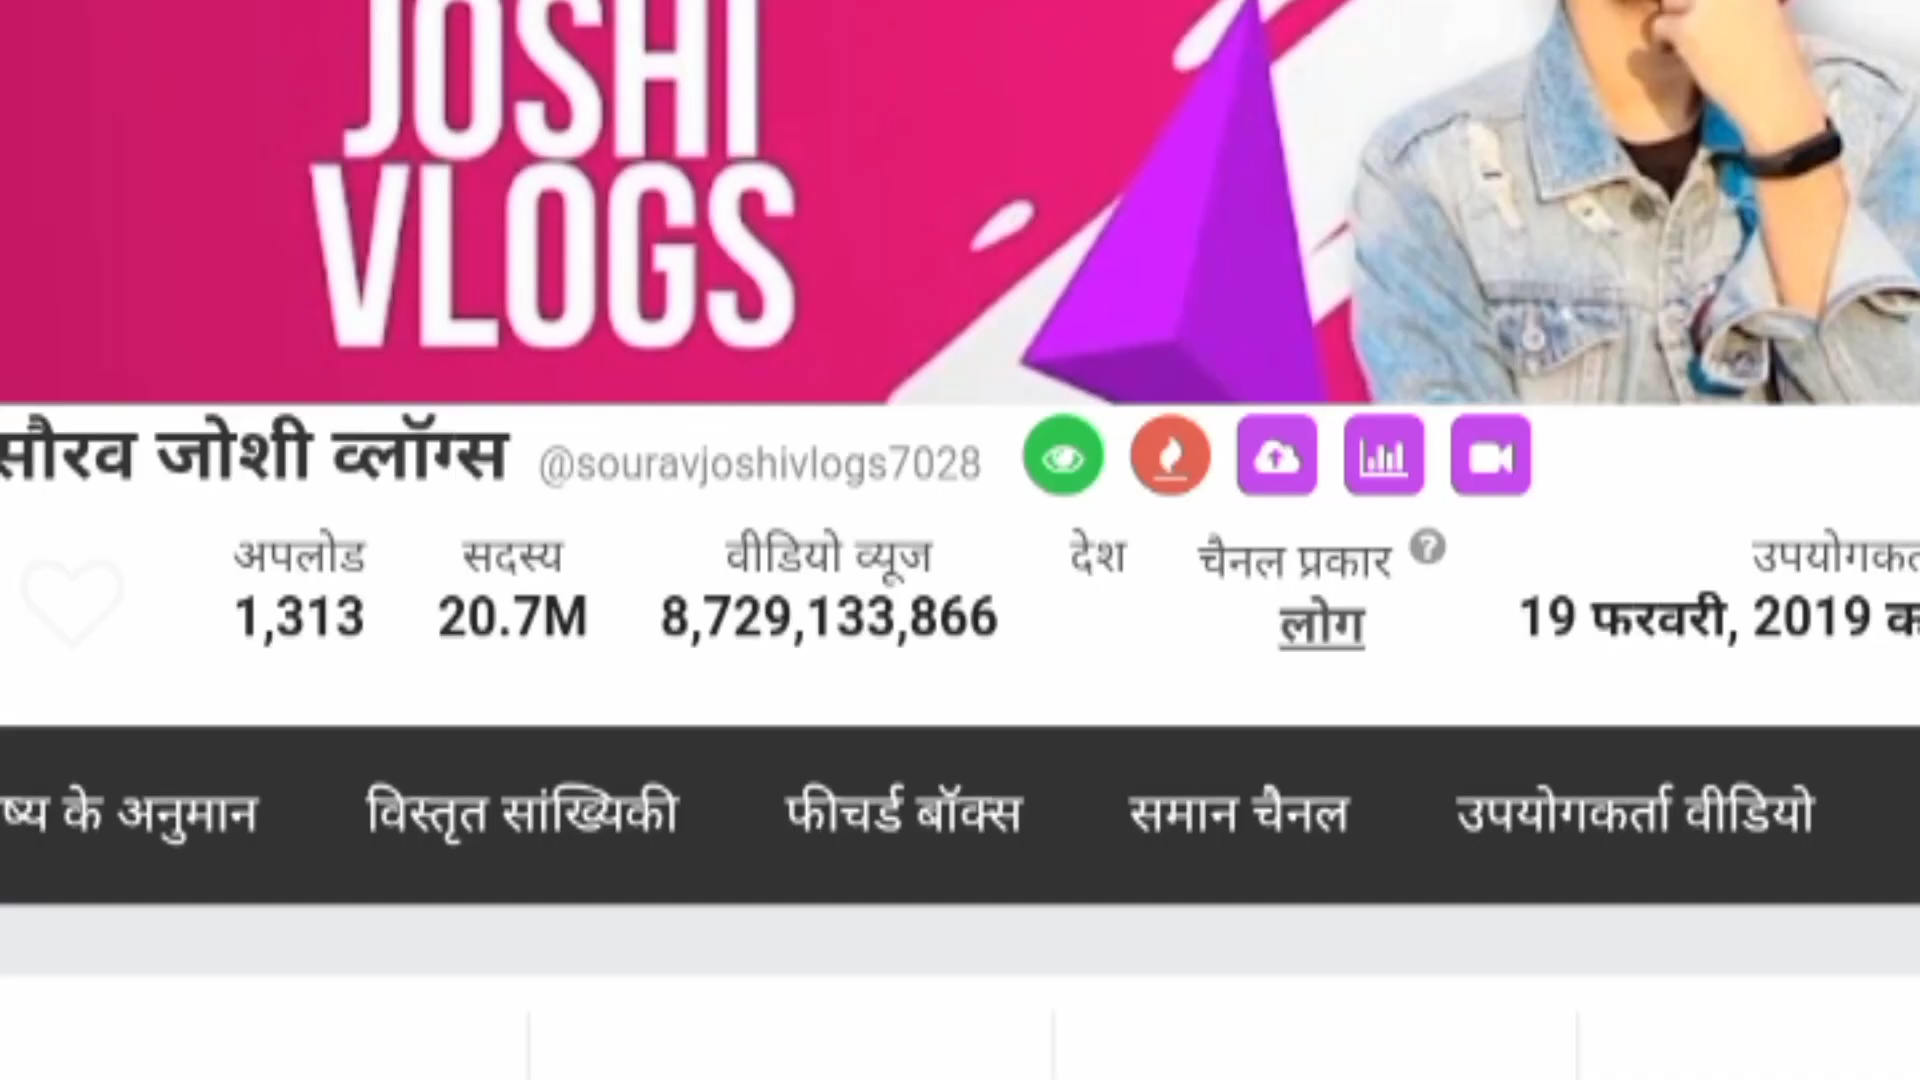 JOSHI
VLOGS
सौरव जोशी व्लॉग्स @souravjoshivlogs7028
अपलोड सदस्य वीडियो व्यूज देश चैनल प्रकार ?
1,313 20.7M 8,729,133,866 लोग 19 फरवरी, 2019
के अनुमान विस्तृत सांख्यिकी फीचर्ड बॉक्स समान चैनल उपयोगकर्ता वीडियो